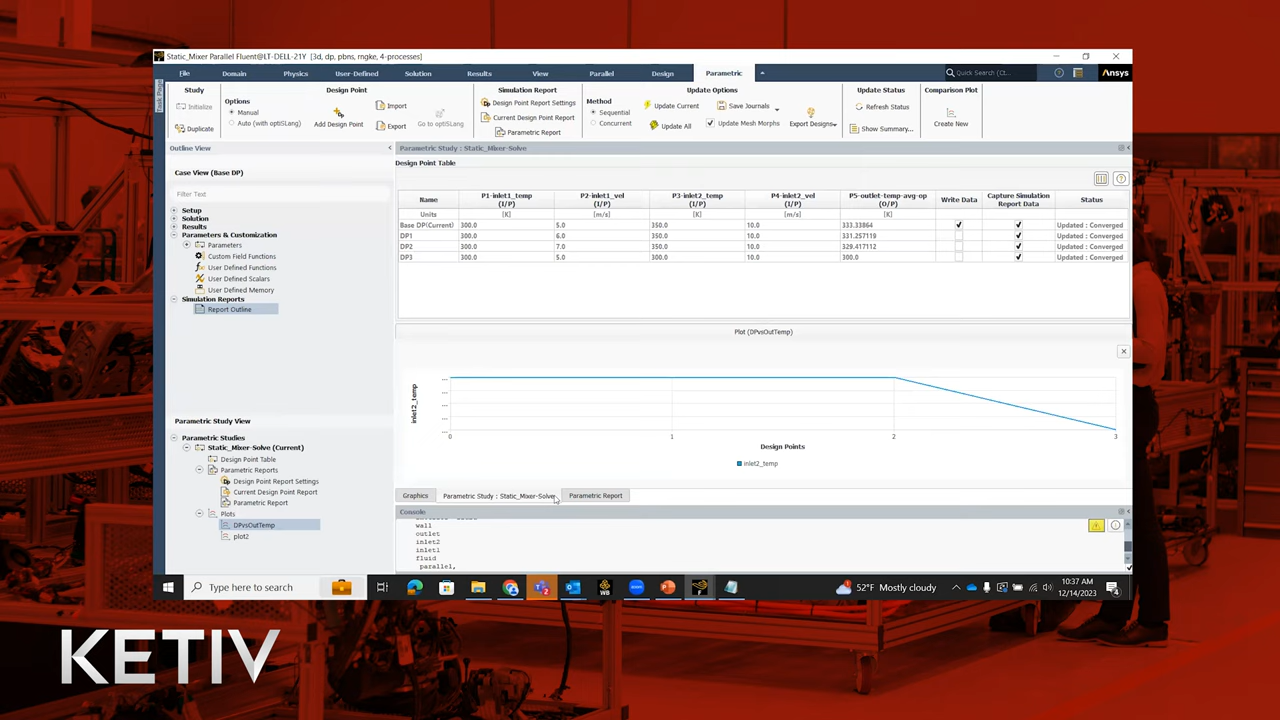 Static_Mixer Parallel Fluent@LT-DELL-21Y [3d, dp, pbns, rngke, 4-processes]
File Domain Physics User-Defined Solution Results View Parallel Design Parametric Quick Search (Ct... Ansys
Task Page
Study
Initialize
Duplicate
Options
Manual
Auto (with optiSLang)
Design Point
Add Design Point
Import
Export
Go to optiSLang
Simulation Report
Design Point Report Settings
Current Design Point Report
Parametric Report
Method
Sequential
Concurrent
Update Options
Update Current
Update All
Save Journals
Update Mesh Morphs
Export Designs
Update Status
Refresh Status
Show Summary...
Comparison Plot
Create New
Outline View
Case View (Base DP)
Filter Text
Setup
Solution
Results
Parameters & Customization
Parameters
Custom Field Functions
User Defined Functions
User Defined Scalars
User Defined Memory
Simulation Reports
Report Outline
Parametric Study View
Parametric Studies
Static_Mixer-Solve (Current)
Design Point Table
Parametric Reports
Design Point Report Settings
Current Design Point Report
Parametric Report
Plots
DPvsOutTemp
plot2
Parametric Study : Static_Mixer-Solve
Design Point Table
Name P1-inlet1_temp (I/P) P2-inlet1_vel (I/P) P3-inlet2_temp (I/P) P4-inlet2_vel (I/P) P5-outlet-temp-avg-op (O/P) Write Data Capture Simulation Report Data Status
Units [K] [m/s] [K] [m/s] [K]
Base DP(Current) 300.0 5.0 350.0 10.0 333.33864 Updated : Converged
DP1 300.0 6.0 350.0 10.0 331.257119 Updated : Converged
DP2 300.0 7.0 350.0 10.0 329.417112 Updated : Converged
DP3 300.0 5.0 300.0 10.0 300.0 Updated : Converged
Plot (DPvsOutTemp)
inlet2_temp
...
...
...
...
...
0 1 2 3
Design Points
inlet2_temp
Graphics Parametric Study : Static_Mixer-Solve Parametric Report
Console
wall
outlet
inlet2
inlet1
fluid
parallel,
Type here to search
52°F Mostly cloudy
10:37 AM
12/14/2023
4
KETIV